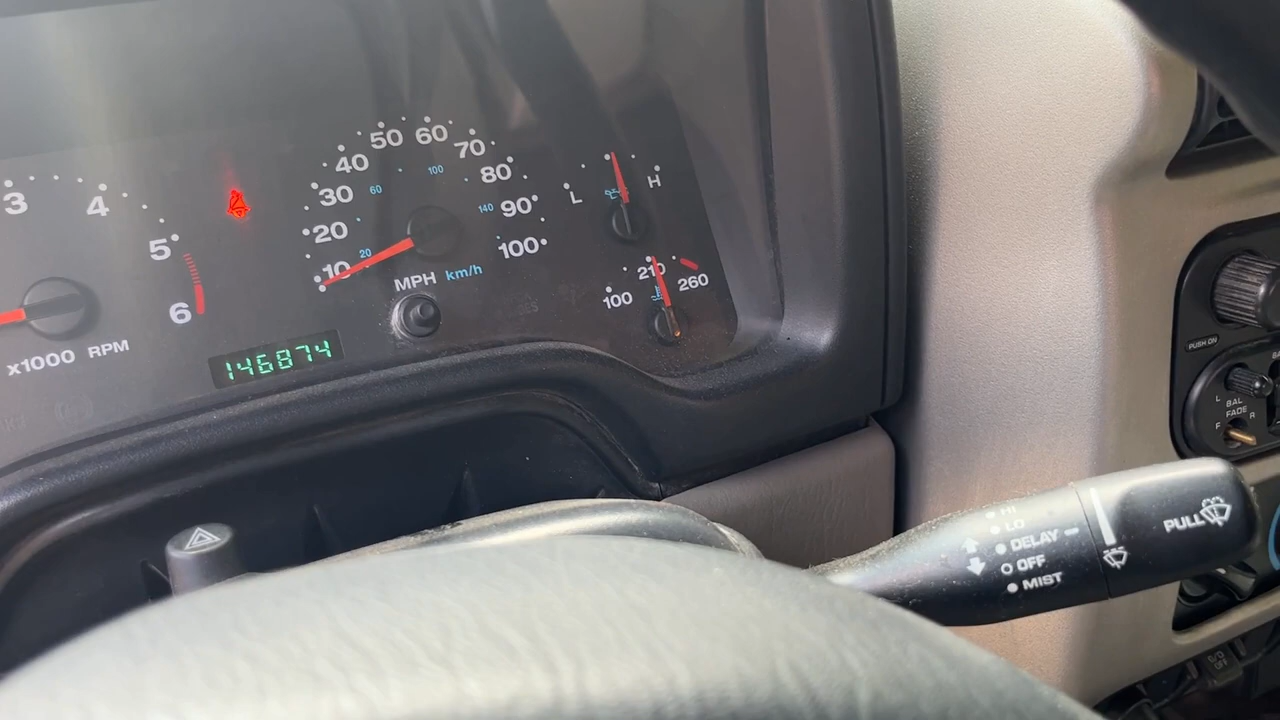 3
4
5
6
x1000 RPM
146874
10
20
30
40
50
60
70
80
90
100
20
60
100
140
MPH km/h
L
H
100
210
260
PUSH ON
L
BAL
FADE
R
F
HI
LO
DELAY
OFF
MIST
PULL
O/D
OFF